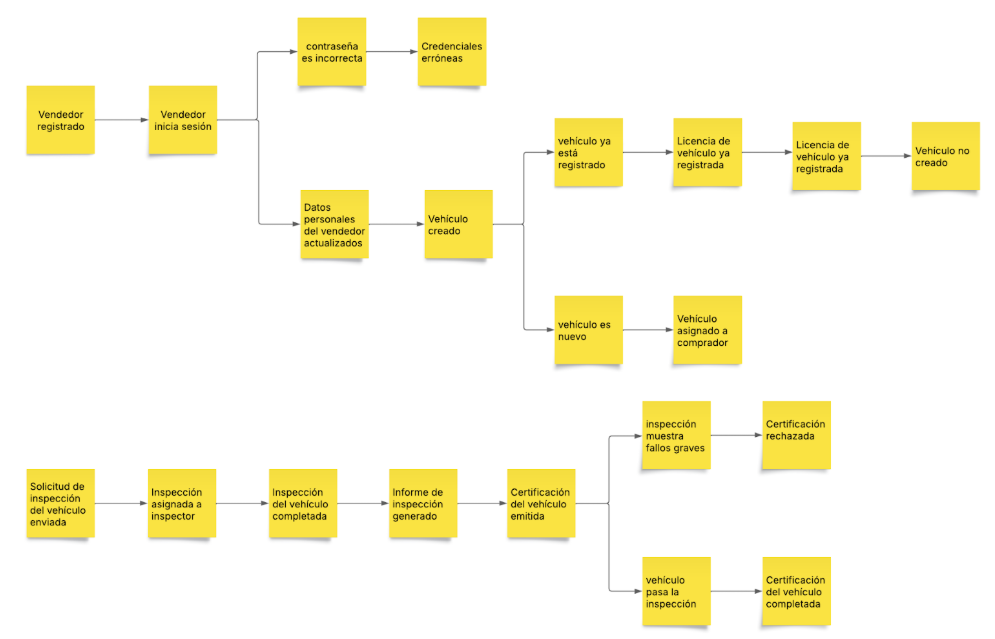 contraseña
es incorrecta
Credenciales
erróneas
Vendedor
registrado
Vendedor
inicia sesión
vehículo ya
está
registrado
Licencia de
vehículo ya
registrada
Licencia de
vehículo ya
registrada
Vehículo no
creado
Datos
personales
del vendedor
actualizados
Vehículo
creado
vehículo es
nuevo
Vehículo
asignado a
comprador
inspección
muestra
fallos graves
Certificación
rechazada
Solicitud de
inspección
del vehículo
enviada
Inspección
asignada a
inspector
Inspección
del vehículo
completada
Informe de
inspección
generado
Certificación
del vehículo
emitida
vehículo
pasa la
inspección
Certificación
del vehículo
completada